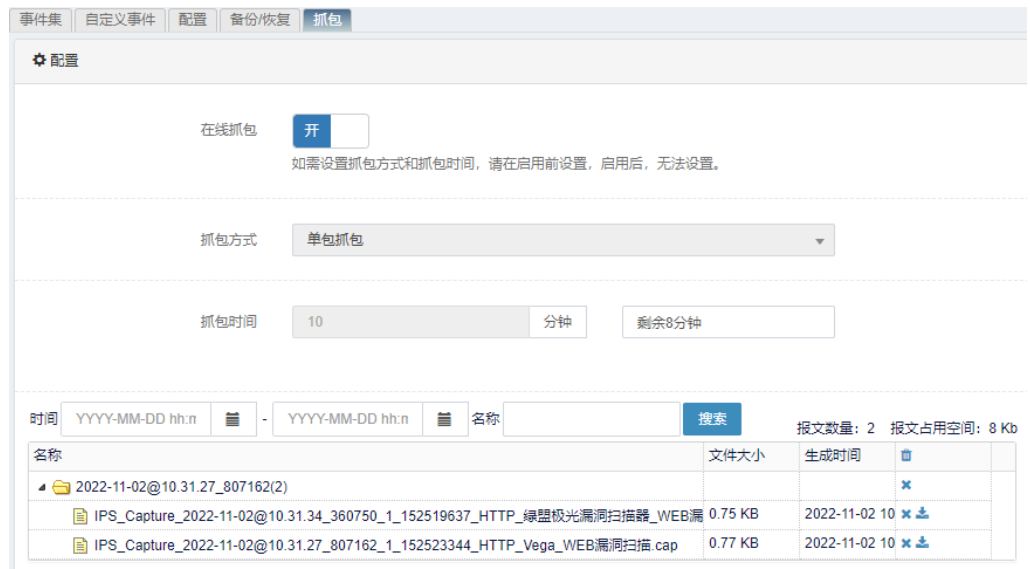 事件集 自定义事件 配置 备份/恢复 抓包
配置
在线抓包 开
如需设置抓包方式和抓包时间，请在启用前设置，启用后，无法设置。
抓包方式 单包抓包
抓包时间 10 分钟 剩余8分钟
时间 YYYY-MM-DD hh:r - YYYY-MM-DD hh:r 名称 搜索
报文数量：2 报文占用空间：8 Kb
名称 文件大小 生成时间
2022-11-02@10.31.27_807162(2)
IPS_Capture_2022-11-02@10.31.34_360750_1_152519637_HTTP_绿盟极光漏洞扫描器_WEB漏 0.75 KB 2022-11-02 10
IPS_Capture_2022-11-02@10.31.27_807162_1_152523344_HTTP_Vega_WEB漏洞扫描.cap 0.77 KB 2022-11-02 10